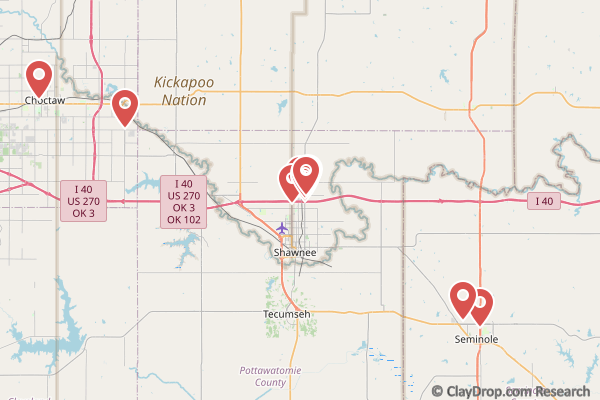 Kickapoo
Nation
Choctaw
I 40
US 270
OK 3
I 40
US 270
OK 3
OK 102
I 40
Shawnee
Tecumseh
Seminole
Pottawatomie
County
© ClayDrop.com Research